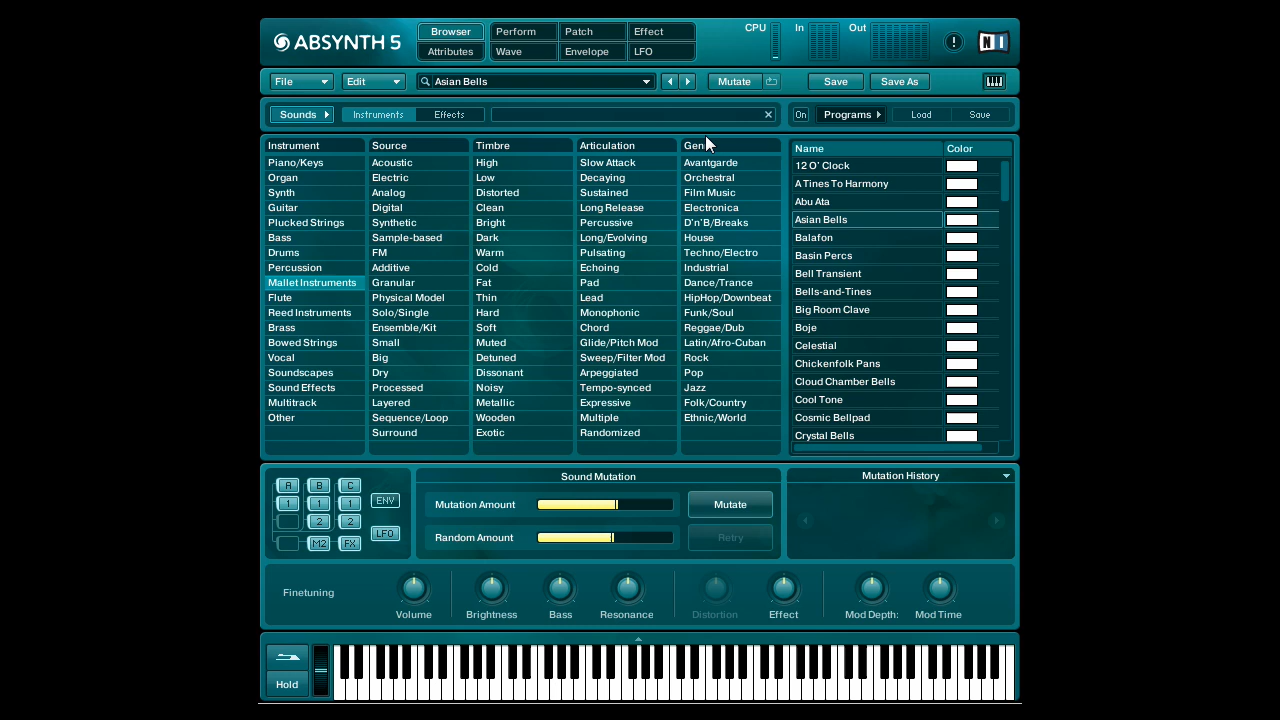 ABSYNTH 5
Browser Perform Patch Effect
Attributes Wave Envelope LFO
CPU In Out
!
File Edit Asian Bells Mutate Save Save As
Sounds Instruments Effects × On Programs Load Save
Instrument Source Timbre Articulation Gen Name Color
Piano/Keys Acoustic High Slow Attack Avantgarde 12 O' Clock
Organ Electric Low Decaying Orchestral A Tines To Harmony
Synth Analog Distorted Sustained Film Music Abu Ata
Guitar Digital Clean Long Release Electronica Asian Bells
Plucked Strings Synthetic Bright Percussive D'n'B/Breaks
Bass Sample-based Dark Long/Evolving House Balafon
Drums FM Warm Pulsating Techno/Electro Basin Percs
Percussion Additive Cold Echoing Industrial Bell Transient
Mallet Instruments Granular Fat Pad Dance/Trance Bells-and-Tines
Flute Physical Model Thin Lead HipHop/Downbeat Big Room Clave
Reed Instruments Solo/Single Hard Monophonic Funk/Soul
Brass Ensemble/Kit Soft Chord Reggae/Dub Boje
Bowed Strings Small Muted Glide/Pitch Mod Latin/Afro-Cuban Celestial
Vocal Big Detuned Sweep/Filter Mod Rock Chickenfolk Pans
Soundscapes Dry Dissonant Arpeggiated Pop Cloud Chamber Bells
Sound Effects Processed Noisy Tempo-synced Jazz
Multitrack Layered Metallic Expressive Folk/Country Cool Tone
Other Sequence/Loop Wooden Multiple Ethnic/World Cosmic Bellpad
Surround Exotic Randomized Crystal Bells
A B C Sound Mutation Mutation History
1 1 1 ENV Mutation Amount Mutate
2 2
M2 FX LFO Random Amount Retry
Finetuning Volume Brightness Bass Resonance Distortion Effect Mod Depth: Mod Time
Hold